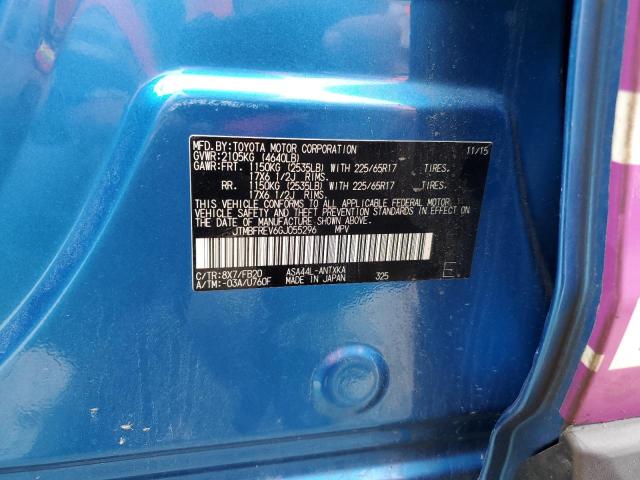 MFD. BY: TOYOTA MOTOR CORPORATION 11/15
GVWR: 2105KG (4640LB)
GAWR: FRT. 1150KG (2535LB) WITH 225/65R17 TIRES.
17X6 1/2J RIMS.
RR. 1150KG (2535LB) WITH 225/65R17 TIRES.
17X6 1/2J RIMS.
THIS VEHICLE CONFORMS TO ALL APPLICABLE FEDERAL MOTOR
VEHICLE SAFETY AND THEFT PREVENTION STANDARDS IN EFFECT ON
THE DATE OF MANUFACTURE SHOWN ABOVE.
JTMBFREV6GJ055296 MPV
C/TR: 8X7/FB20 ASA44L-ANTXKA 325 E
A/TM: -03A/U760F